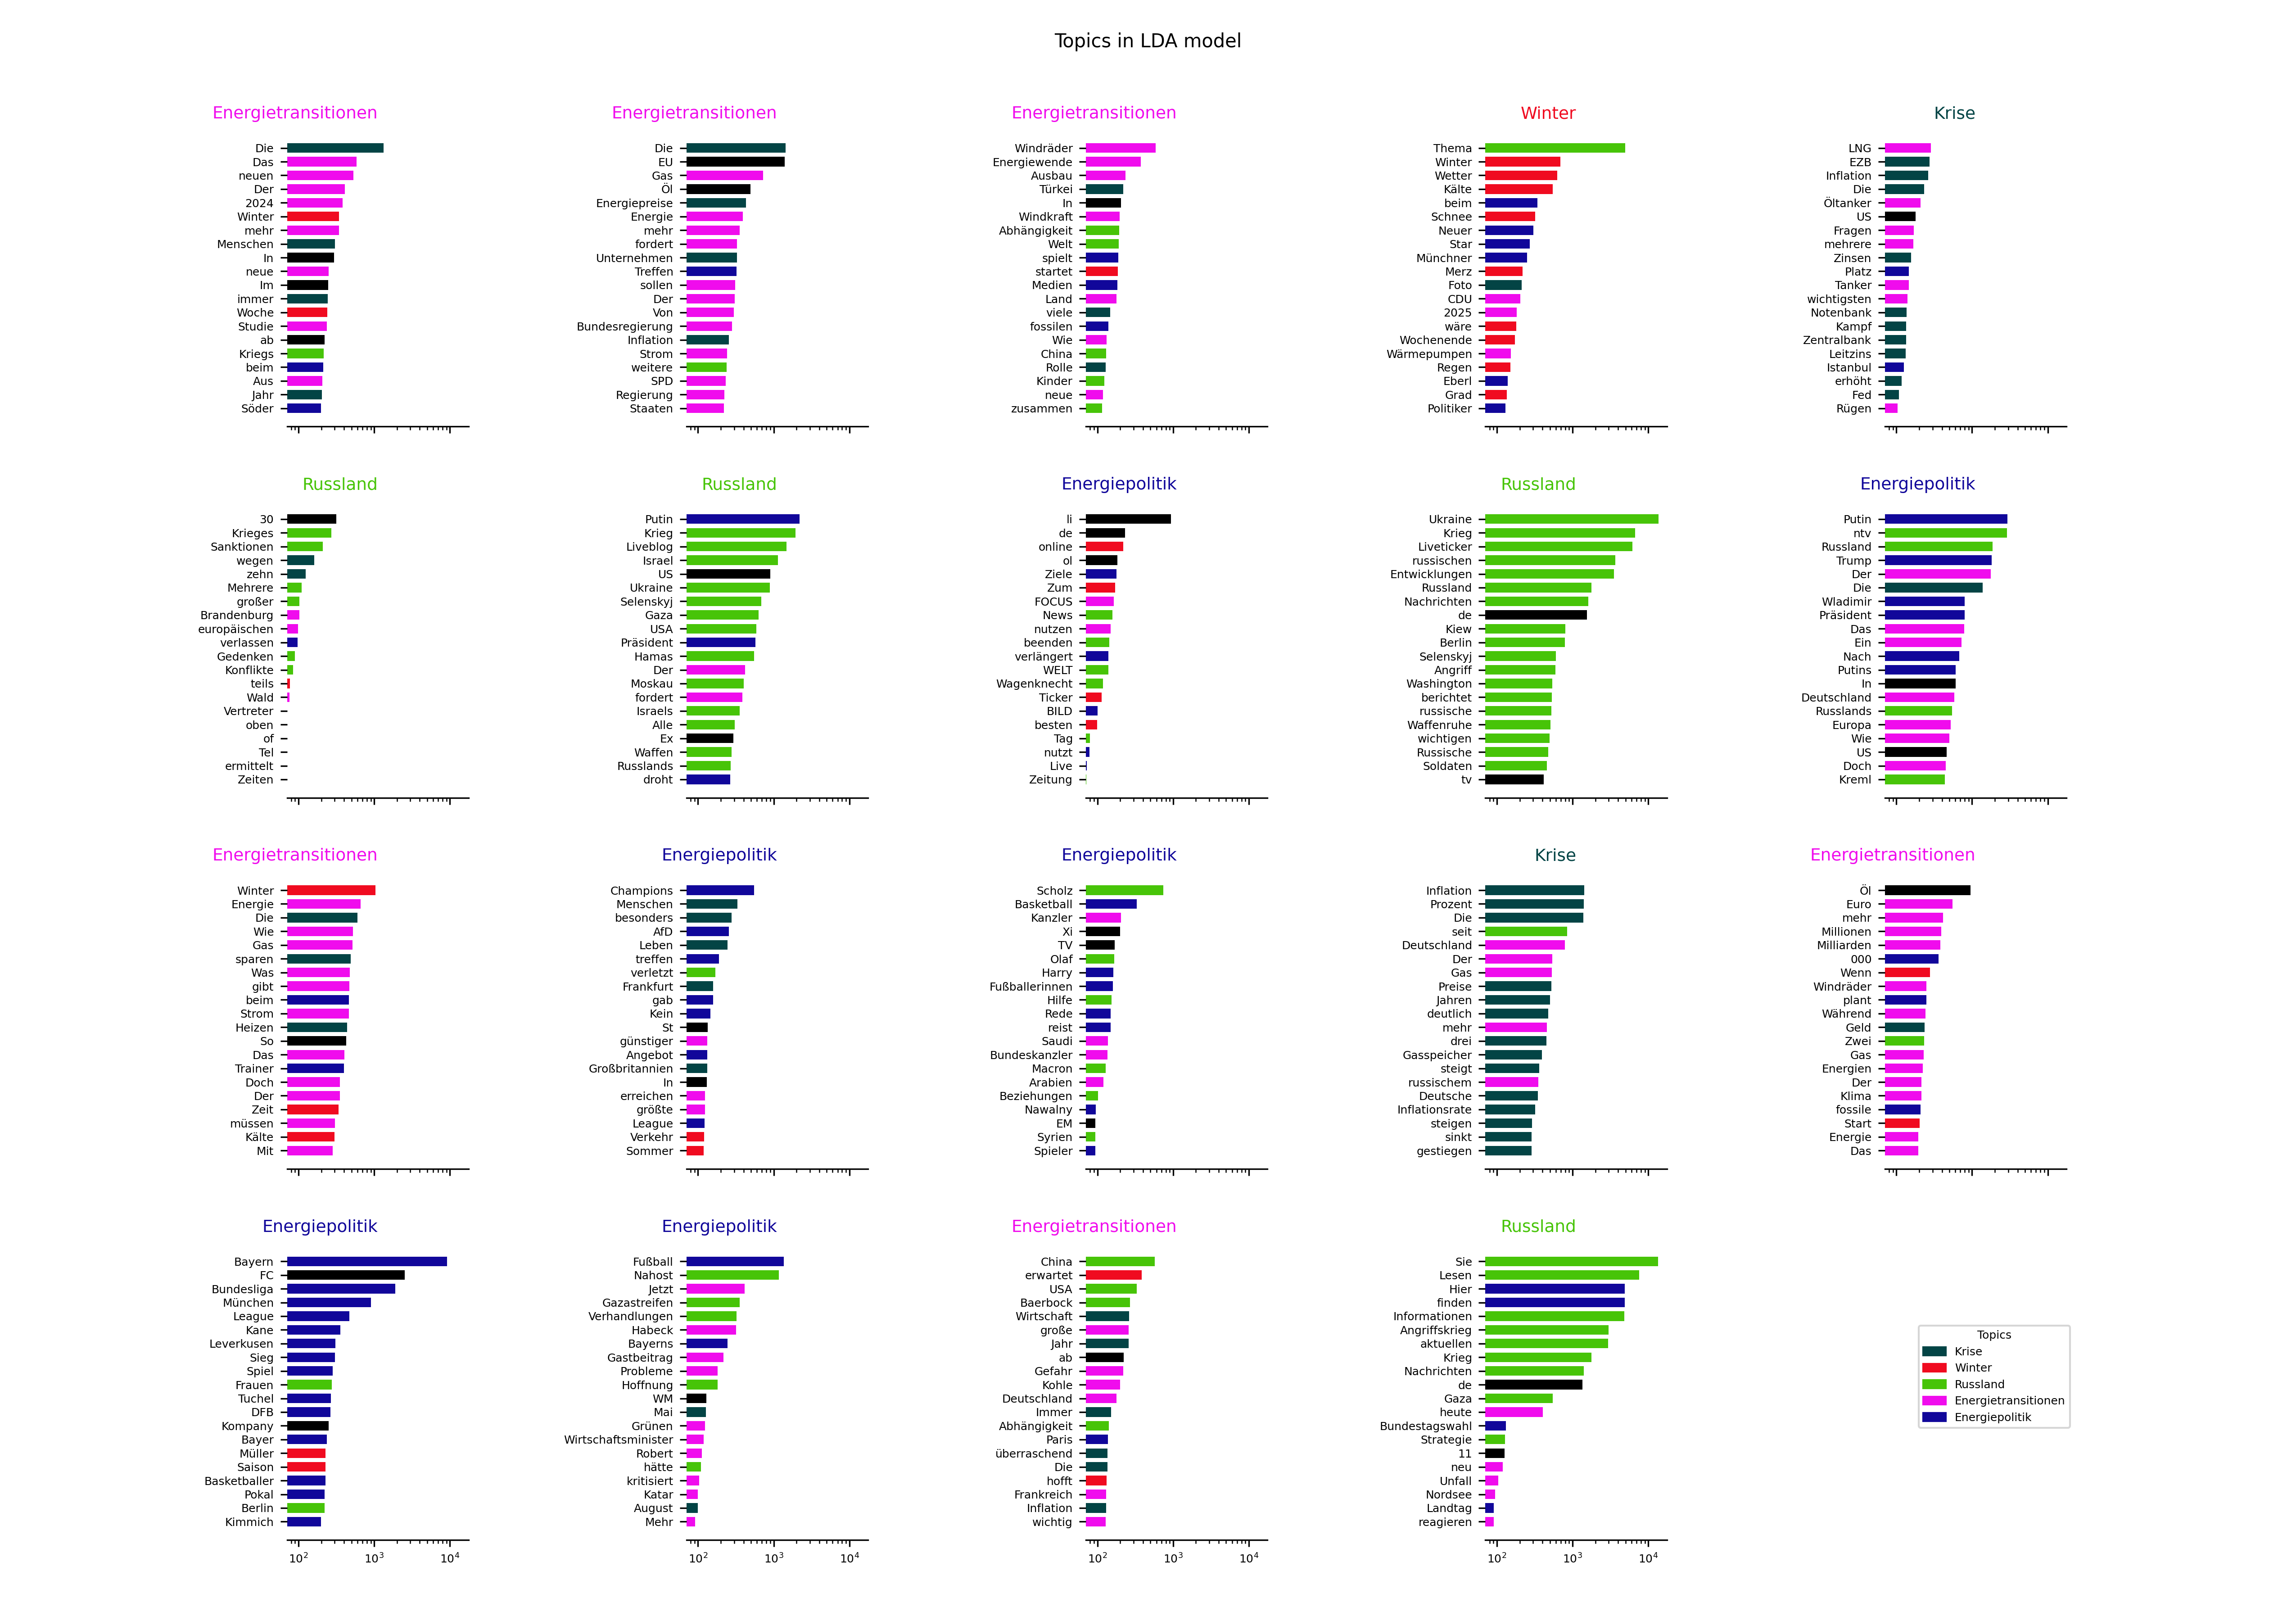 Topics in LDA model
Energietransitionen
Die
Das
neuen
Der
2024
Winter
mehr
Menschen
In
neue
Im
immer
Woche
Studie
ab
Kriegs
beim
Aus
Jahr
Söder
Energietransitionen
Die
EU
Gas
Öl
Energiepreise
Energie
mehr
fordert
Unternehmen
Treffen
sollen
Der
Von
Bundesregierung
Inflation
Strom
weitere
SPD
Regierung
Staaten
Energietransitionen
Windräder
Energiewende
Ausbau
Türkei
In
Windkraft
Abhängigkeit
Welt
spielt
startet
Medien
Land
viele
fossilen
Wie
China
Rolle
Kinder
neue
zusammen
Winter
Thema
Winter
Wetter
Kälte
beim
Schnee
Neuer
Star
Münchner
Merz
Foto
CDU
2025
wäre
Wochenende
Wärmepumpen
Regen
Eberl
Grad
Politiker
Krise
LNG
EZB
Inflation
Die
Öltanker
US
Fragen
mehrere
Zinsen
Platz
Tanker
wichtigsten
Notenbank
Kampf
Zentralbank
Leitzins
Istanbul
erhöht
Fed
Rügen
Russland
30
Krieges
Sanktionen
wegen
zehn
Mehrere
großer
Brandenburg
europäischen
verlassen
Gedenken
Konflikte
teils
Wald
Vertreter
oben
of
Tel
ermittelt
Zeiten
Russland
Putin
Krieg
Liveblog
Israel
US
Ukraine
Selenskyj
Gaza
USA
Präsident
Hamas
Der
Moskau
fordert
Israels
Alle
Ex
Waffen
Russlands
droht
Energiepolitik
li
de
online
ol
Ziele
Zum
FOCUS
News
nutzen
beenden
verlängert
WELT
Wagenknecht
Ticker
BILD
besten
Tag
nutzt
Live
Zeitung
Russland
Ukraine
Krieg
Liveticker
russischen
Entwicklungen
Russland
Nachrichten
de
Kiew
Berlin
Selenskyj
Angriff
Washington
berichtet
russische
Waffenruhe
wichtigen
Russische
Soldaten
tv
Energiepolitik
Putin
ntv
Russland
Trump
Der
Die
Wladimir
Präsident
Das
Ein
Nach
Putins
In
Deutschland
Russlands
Europa
Wie
US
Doch
Kreml
Energietransitionen
Winter
Energie
Die
Wie
Gas
sparen
Was
gibt
beim
Strom
Heizen
So
Das
Trainer
Doch
Der
Zeit
müssen
Kälte
Mit
Energiepolitik
Champions
Menschen
besonders
AfD
Leben
treffen
verletzt
Frankfurt
gab
Kein
St
günstiger
Angebot
Großbritannien
In
erreichen
größte
League
Verkehr
Sommer
Energiepolitik
Scholz
Basketball
Kanzler
Xi
TV
Olaf
Harry
Fußballerinnen
Hilfe
Rede
reist
Saudi
Bundeskanzler
Macron
Arabien
Beziehungen
Nawalny
EM
Syrien
Spieler
Krise
Inflation
Prozent
Die
seit
Deutschland
Der
Gas
Preise
Jahren
deutlich
mehr
drei
Gasspeicher
steigt
russischem
Deutsche
Inflationsrate
steigen
sinkt
gestiegen
Energietransitionen
Öl
Euro
mehr
Millionen
Milliarden
000
Wenn
Windräder
plant
Während
Geld
Zwei
Gas
Energien
Der
Klima
fossile
Start
Energie
Das
Energiepolitik
Bayern
FC
Bundesliga
München
League
Kane
Leverkusen
Sieg
Spiel
Frauen
Tuchel
DFB
Kompany
Bayer
Müller
Saison
Basketballer
Pokal
Berlin
Kimmich
10² 10³ 10⁴
Energiepolitik
Fußball
Nahost
Jetzt
Gazastreifen
Verhandlungen
Habeck
Bayerns
Gastbeitrag
Probleme
Hoffnung
WM
Mai
Grünen
Wirtschaftsminister
Robert
hätte
kritisiert
Katar
August
Mehr
10² 10³ 10⁴
Energietransitionen
China
erwartet
USA
Baerbock
Wirtschaft
große
Jahr
ab
Gefahr
Kohle
Deutschland
Immer
Abhängigkeit
Paris
überraschend
Die
hofft
Frankreich
Inflation
wichtig
10² 10³ 10⁴
Russland
Sie
Lesen
Hier
finden
Informationen
Angriffskrieg
aktuellen
Krieg
Nachrichten
de
Gaza
heute
Bundestagswahl
Strategie
11
neu
Unfall
Nordsee
Landtag
reagieren
10² 10³ 10⁴
Topics
Krise
Winter
Russland
Energietransitionen
Energiepolitik